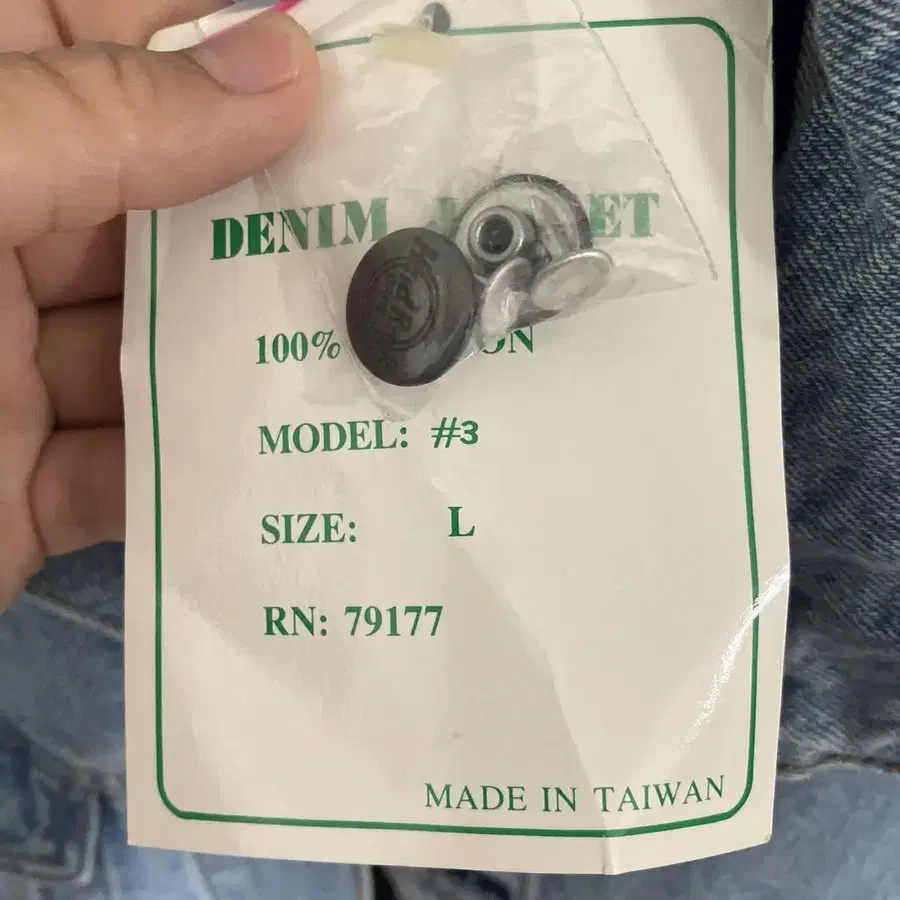 DENIM
100%
MODEL: #3
SIZE: L
RN: 79177
MADE IN TAIWAN